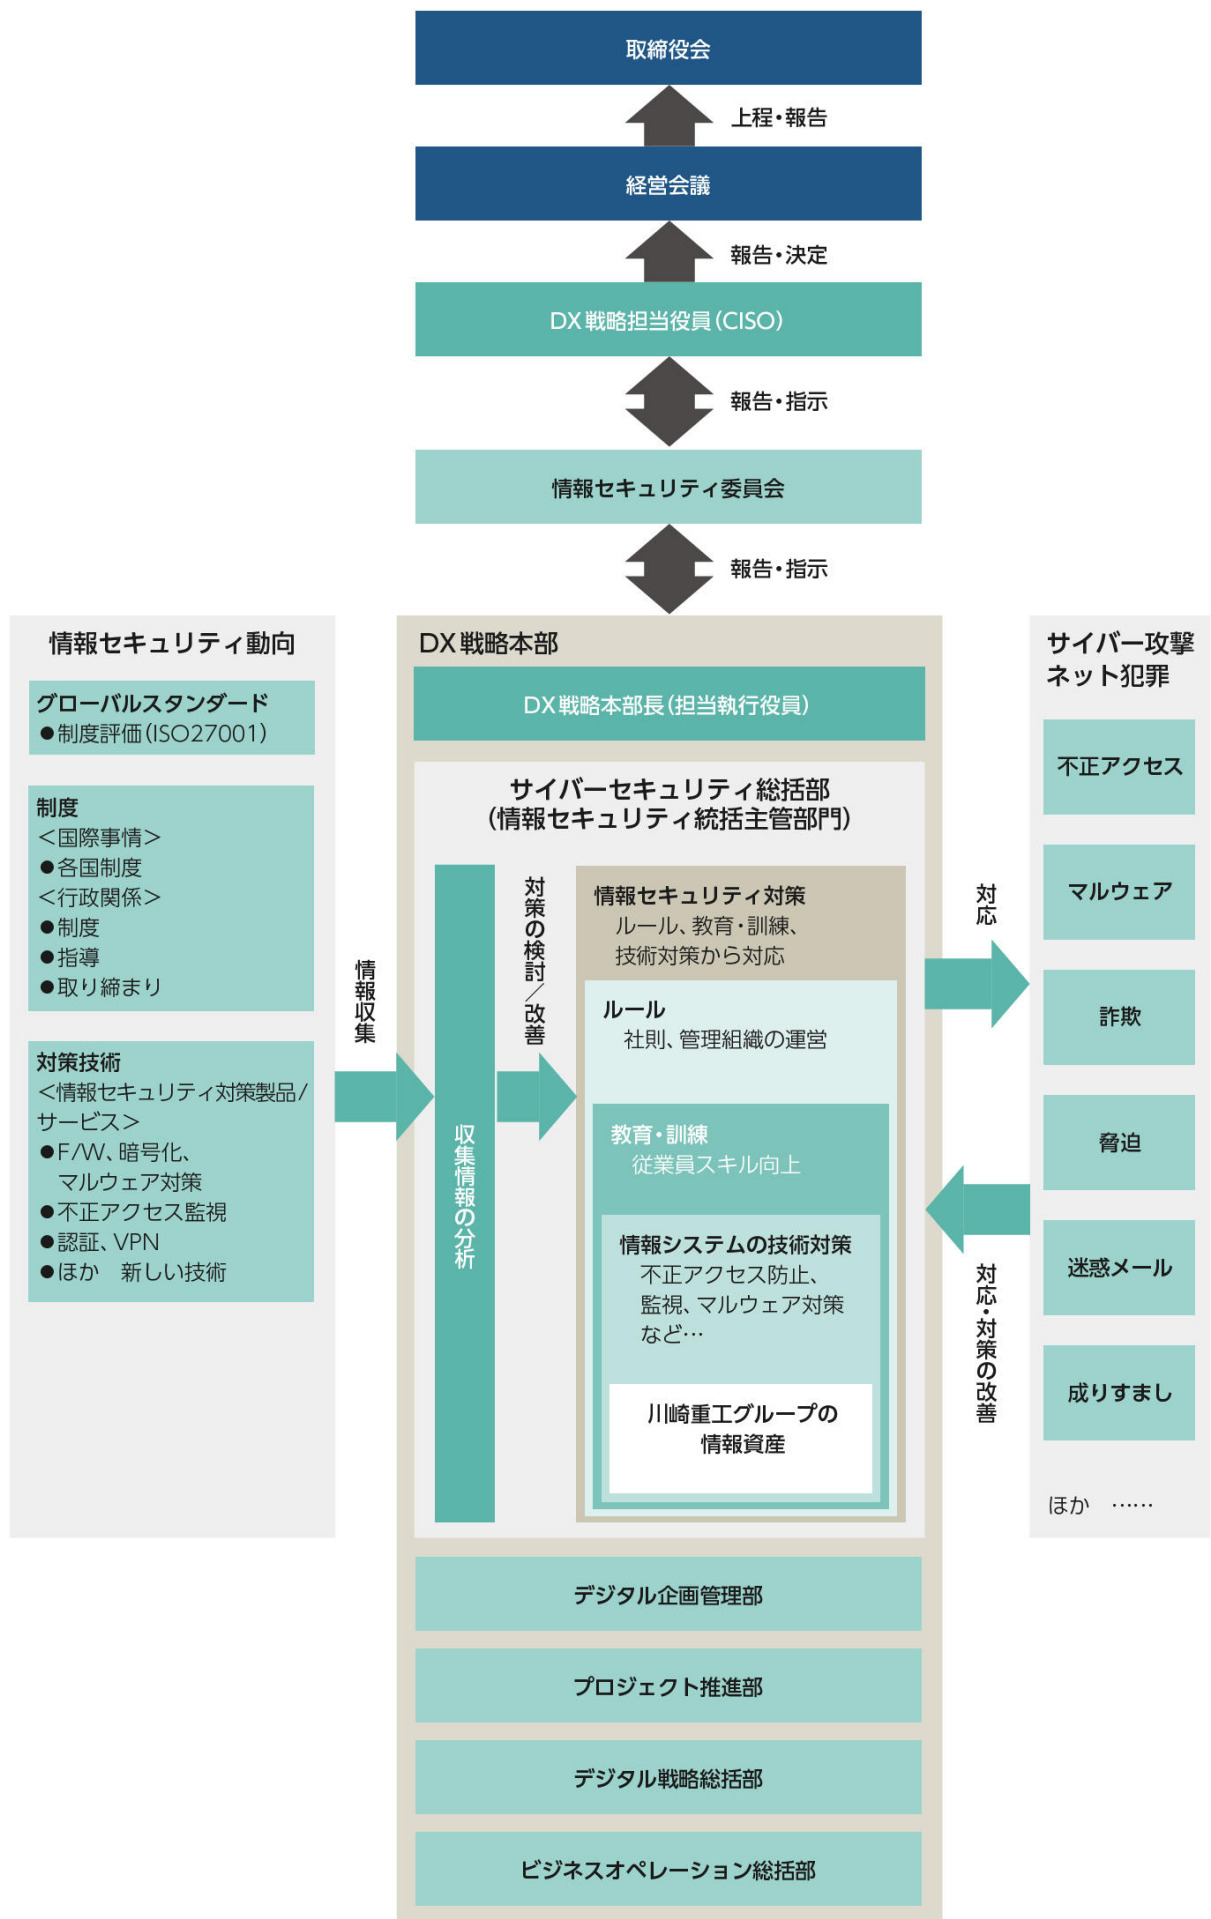 取締役会
上程・報告
経営会議
報告・決定
DX戦略担当役員（CISO）
報告・指示
情報セキュリティ委員会
報告・指示
情報セキュリティ動向
グローバルスタンダード
●制度評価（ISO27001）
制度
＜国際事情＞
●各国制度
＜行政関係＞
●制度
●指導
●取り締まり
対策技術
＜情報セキュリティ対策製品/
サービス＞
●F/W、暗号化、
マルウェア対策
●不正アクセス監視
●認証、VPN
●ほか　新しい技術
情報収集
DX戦略本部
DX戦略本部長（担当執行役員）
サイバーセキュリティ総括部
（情報セキュリティ統括主管部門）
収集情報の分析
対策の検討／改善
情報セキュリティ対策
ルール、教育・訓練、
技術対策から対応
ルール
社則、管理組織の運営
教育・訓練
従業員スキル向上
情報システムの技術対策
不正アクセス防止、
監視、マルウェア対策
など…
川崎重工グループの
情報資産
デジタル企画管理部
プロジェクト推進部
デジタル戦略総括部
ビジネスオペレーション総括部
対応
対応・対策の改善
サイバー攻撃
ネット犯罪
不正アクセス
マルウェア
詐欺
脅迫
迷惑メール
成りすまし
ほか　……